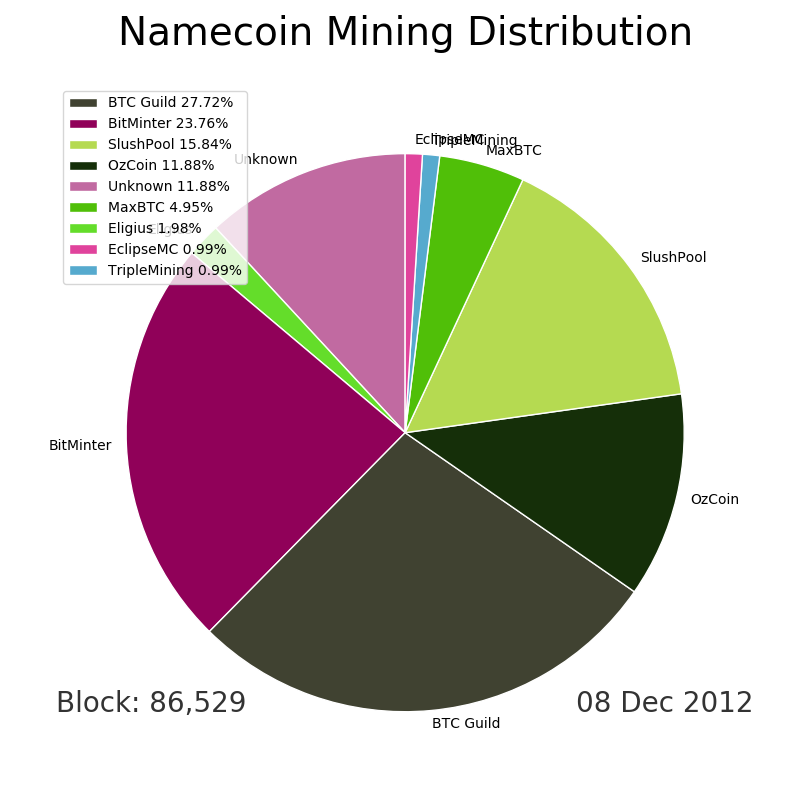 Namecoin Mining Distribution
BTC Guild 27.72%
BitMinter 23.76%
SlushPool 15.84%
OzCoin 11.88%
Unknown 11.88%
MaxBTC 4.95%
Eligius 1.98%
EclipseMC 0.99%
TripleMining 0.99%
EclipseMC
TripleMining
MaxBTC
Unknown
SlushPool
BitMinter
OzCoin
BTC Guild
Block: 86,529
08 Dec 2012